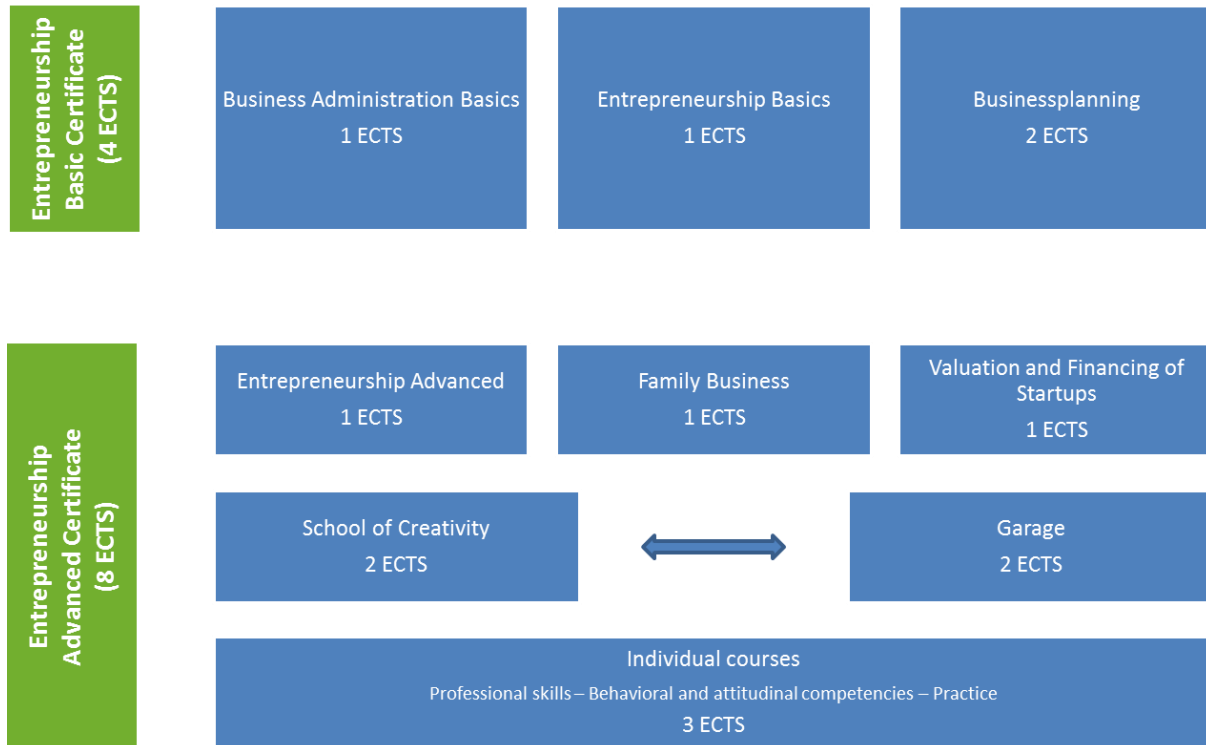 Entrepreneurship
Basic Certificate
(4 ECTS)
Business Administration Basics
1 ECTS
Entrepreneurship Basics
1 ECTS
Businessplanning
2 ECTS
Entrepreneurship
Advanced Certificate
(8 ECTS)
Entrepreneurship Advanced
1 ECTS
Family Business
1 ECTS
Valuation and Financing of
Startups
1 ECTS
School of Creativity
2 ECTS
Garage
2 ECTS
Individual courses
Professional skills – Behavioral and attitudinal competencies – Practice
3 ECTS